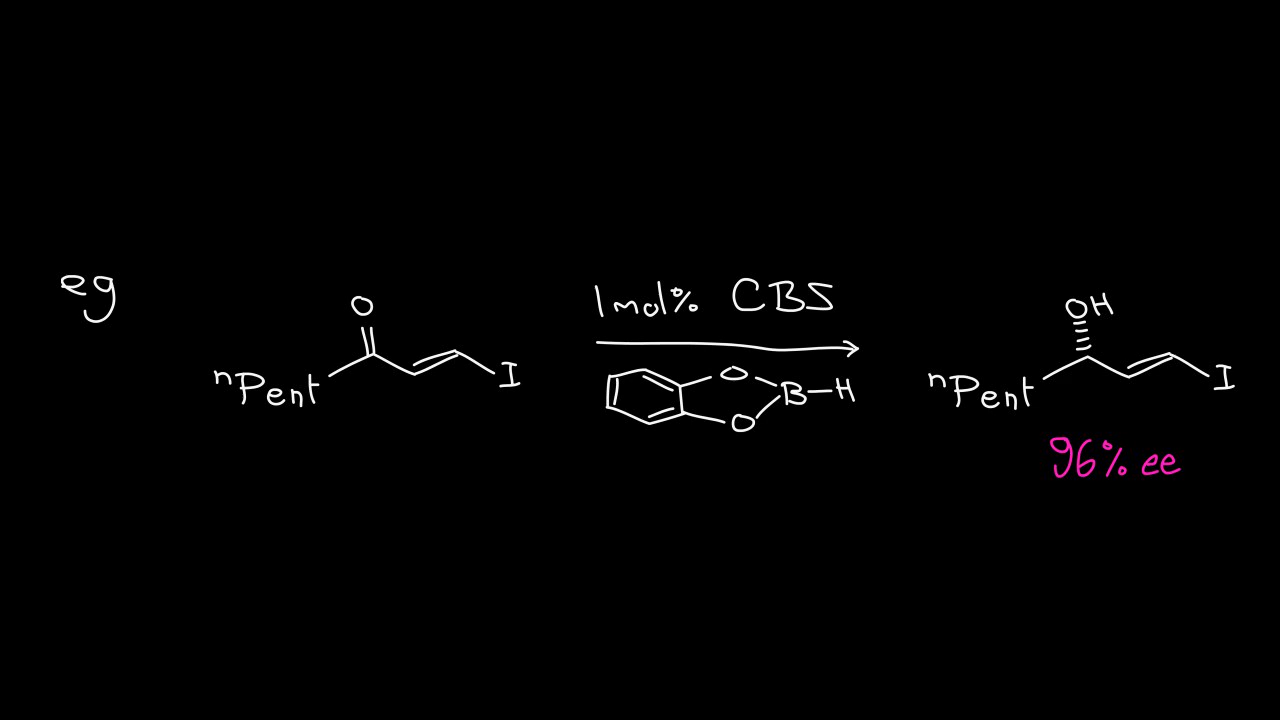 eg
O
nPent
I
1mol% CBS
O
B-H
O
OH
nPent
I
96% ee